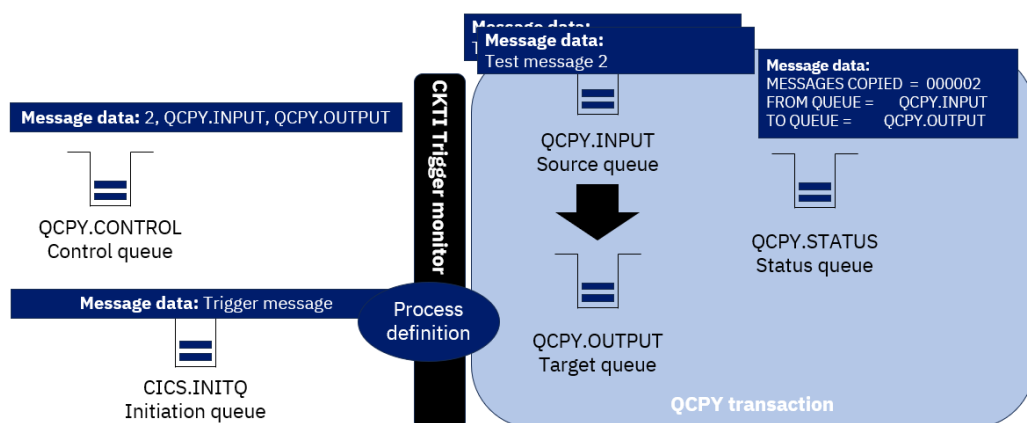 Message data: 2, QCPY.INPUT, QCPY.OUTPUT
QCPY.CONTROL
Control queue
Message data: Trigger message
CICS.INITQ
Initiation queue
CKTI Trigger monitor
Process
definition
Message data:
T
Message data:
Test message 2
QCPY.INPUT
Source queue
QCPY.OUTPUT
Target queue
Message data:
MESSAGES COPIED = 000002
FROM QUEUE = QCPY.INPUT
TO QUEUE = QCPY.OUTPUT
QCPY.STATUS
Status queue
QCPY transaction